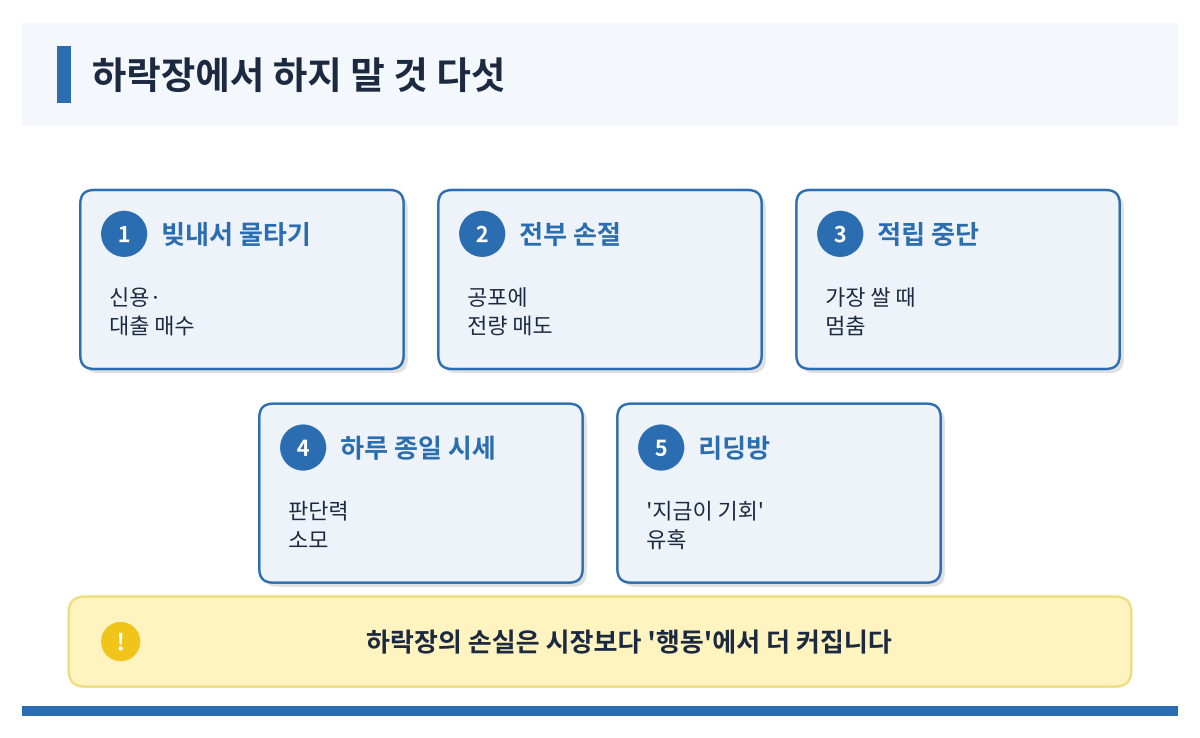 하락장에서 하지 말 것 다섯
1 빚내서 물타기
신용·
대출 매수
2 전부 손절
공포에
전량 매도
3 적립 중단
가장 쌀 때
멈춤
4 하루 종일 시세
판단력
소모
5 리딩방
'지금이 기회'
유혹
! 하락장의 손실은 시장보다 '행동'에서 더 커집니다